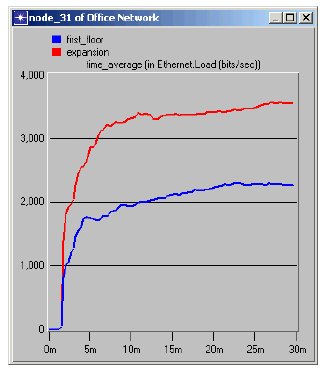 node_31 of Office Network
first_floor
expansion
time_average (in Ethernet.Load (bits/sec))
4,000
3,000
2,000
1,000
0
0m 5m 10m 15m 20m 25m 30m